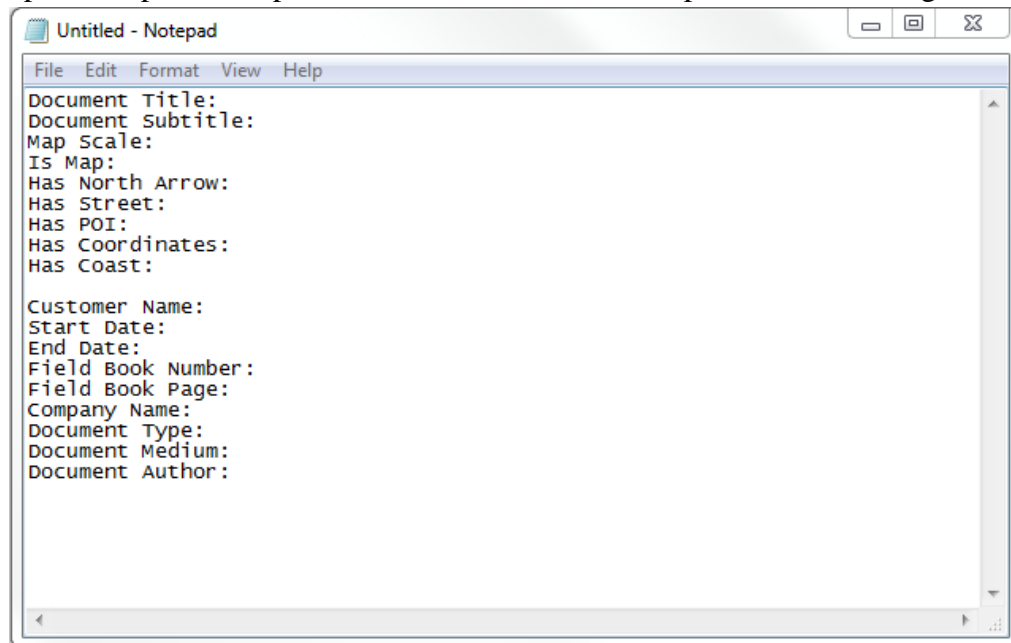 Untitled - Notepad
File Edit Format View Help
Document Title:
Document Subtitle:
Map Scale:
Is Map:
Has North Arrow:
Has Street:
Has POI:
Has Coordinates:
Has Coast:
Customer Name:
Start Date:
End Date:
Field Book Number:
Field Book Page:
Company Name:
Document Type:
Document Medium:
Document Author: